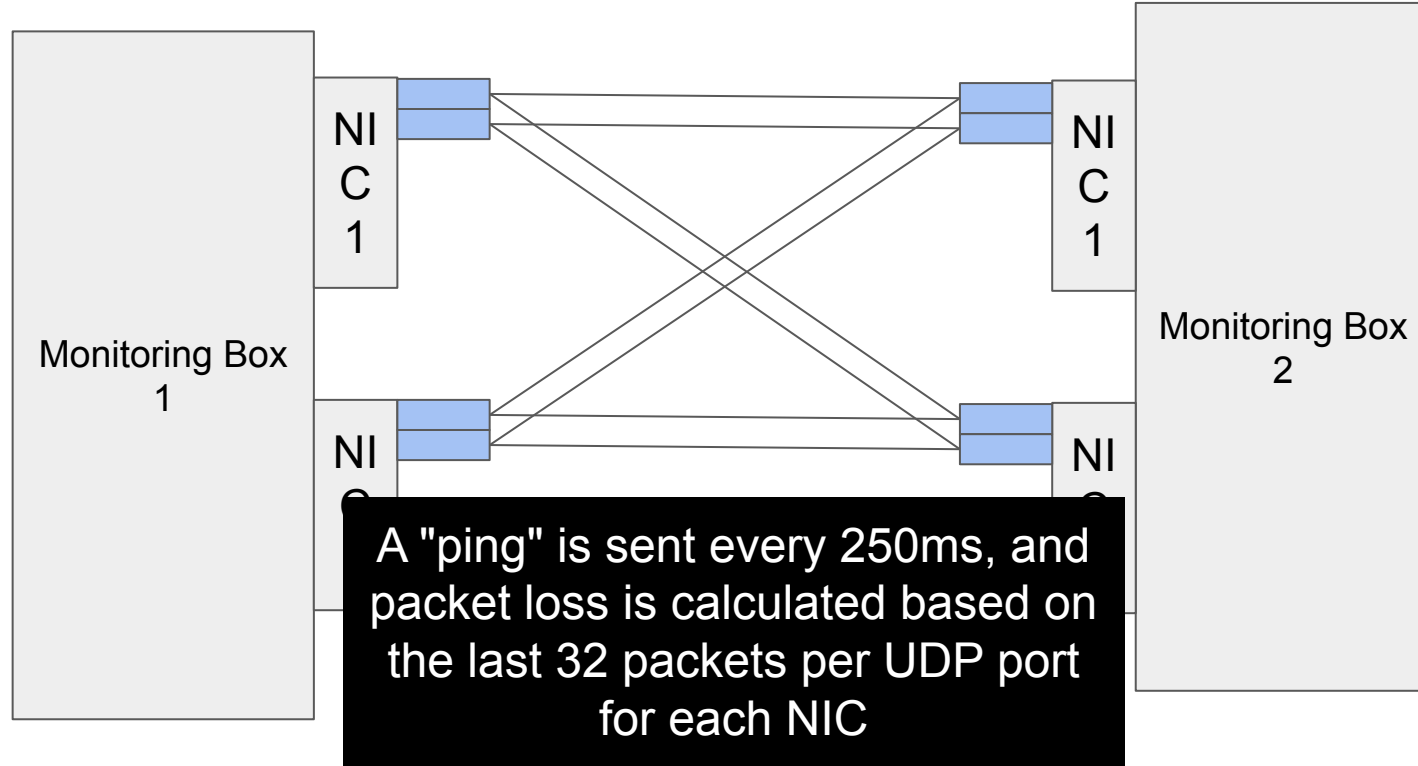 NI
C
1
NI
C
1
Monitoring Box
1
Monitoring Box
2
NI
NI
A "ping" is sent every 250ms, and
packet loss is calculated based on
the last 32 packets per UDP port
for each NIC